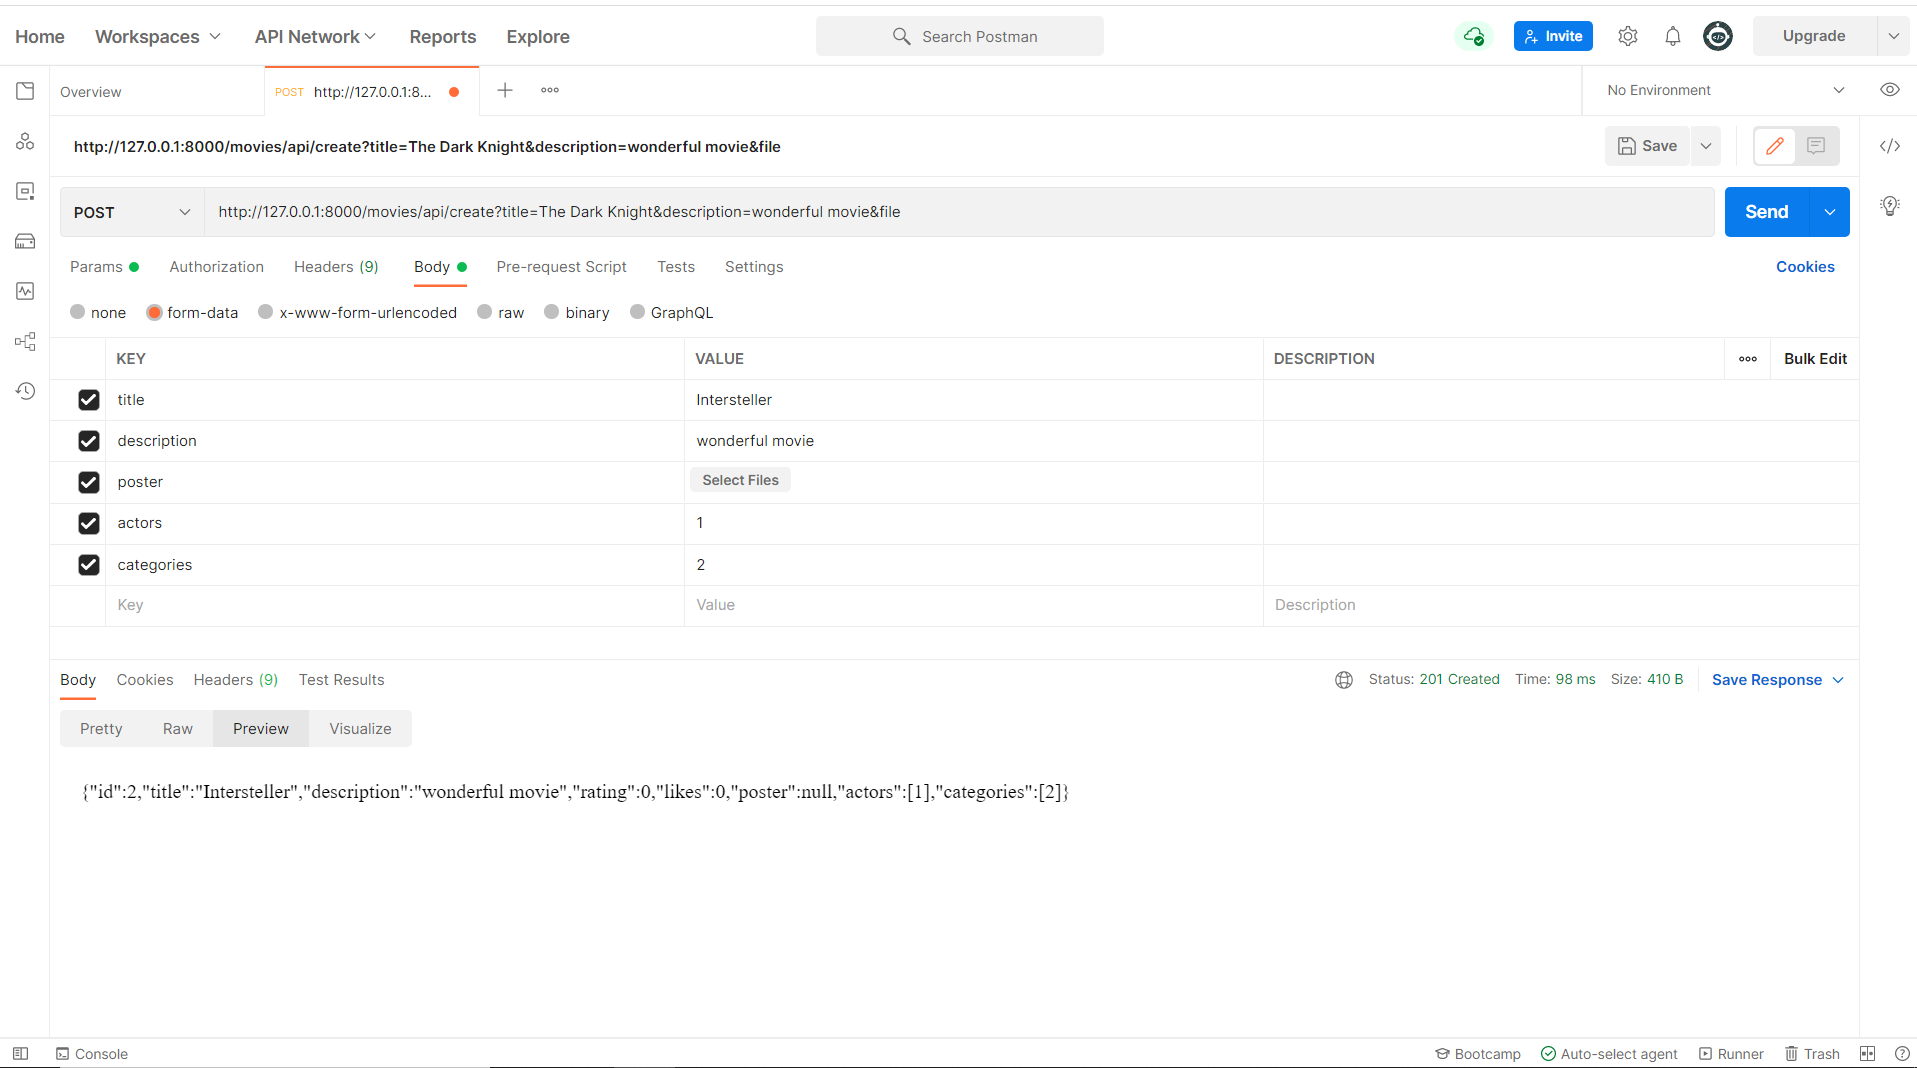 Home Workspaces API Network Reports Explore Search Postman Invite Upgrade
Overview POST http://127.0.0.1:8... No Environment
http://127.0.0.1:8000/movies/api/create?title=The Dark Knight&description=wonderful movie&file Save
POST http://127.0.0.1:8000/movies/api/create?title=The Dark Knight&description=wonderful movie&file Send
Params Authorization Headers (9) Body Pre-request Script Tests Settings Cookies
none form-data x-www-form-urlencoded raw binary GraphQL
KEY VALUE DESCRIPTION Bulk Edit
title Intersteller
description wonderful movie
poster Select Files
actors 1
categories 2
Key Value Description
Body Cookies Headers (9) Test Results Status: 201 Created Time: 98 ms Size: 410 B Save Response
Pretty Raw Preview Visualize
{"id":2,"title":"Intersteller","description":"wonderful movie","rating":0,"likes":0,"poster":null,"actors":[1],"categories":[2]}
Console Bootcamp Auto-select agent Runner Trash